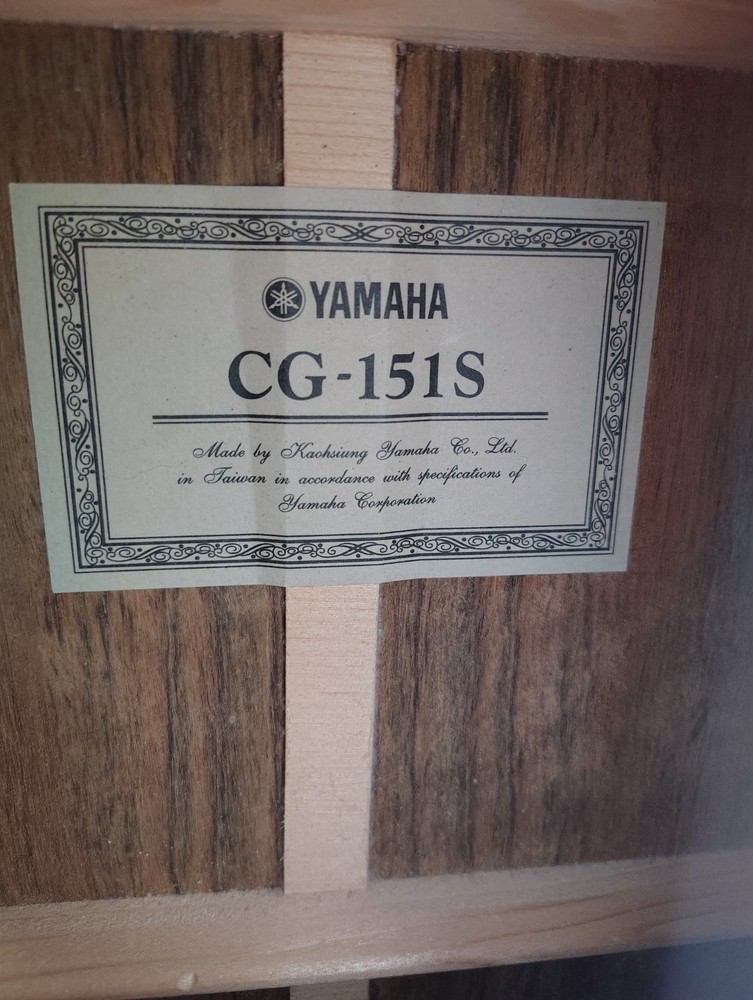 YAMAHA
CG-151S
Made by Kaohsiung Yamaha Co., Ltd.
in Taiwan in accordance with specifications of
Yamaha Corporation